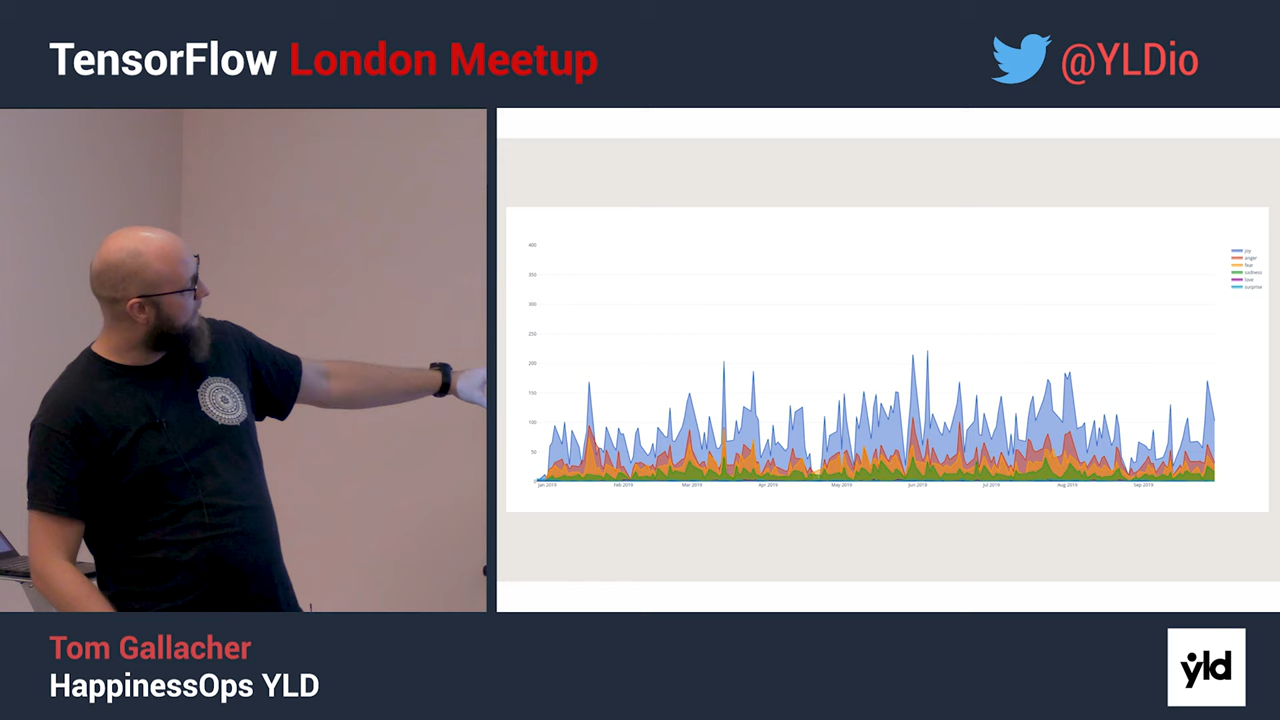 TensorFlow London Meetup
@YLDio
400
350
300
250
200
150
100
50
0
joy
anger
fear
sadness
love
surprise
Jan 2019 Feb 2019 Mar 2019 Apr 2019 May 2019 Jun 2019 Jul 2019 Aug 2019 Sep 2019
Tom Gallacher
HappinessOps YLD
yld